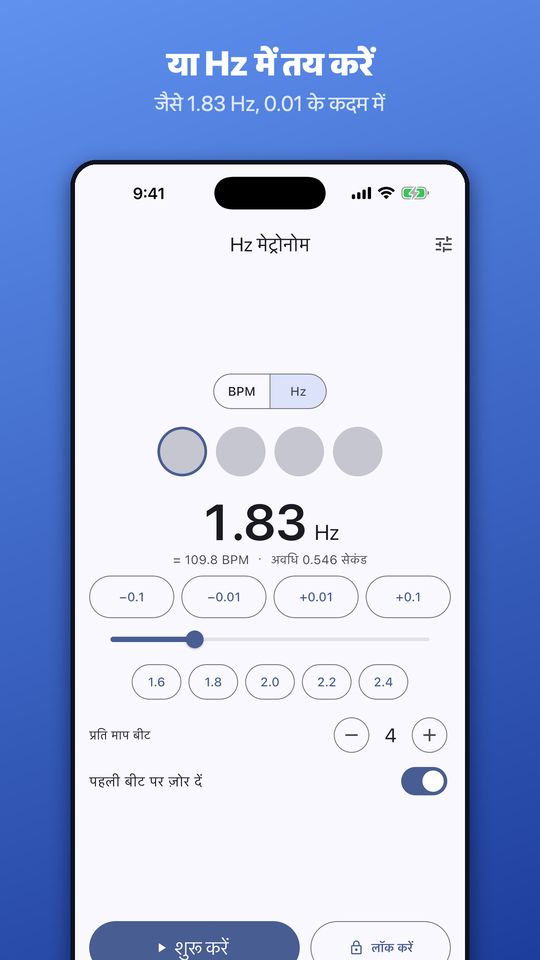 या Hz में तय करें
जैसे 1.83 Hz, 0.01 के कदम में
9:41
Hz मेट्रोनोम
BPM Hz
1.83 Hz
= 109.8 BPM · अवधि 0.546 सेकंड
−0.1 −0.01 +0.01 +0.1
1.6 1.8 2.0 2.2 2.4
प्रति माप बीट − 4 +
पहली बीट पर ज़ोर दें
शुरू करें लॉक करें